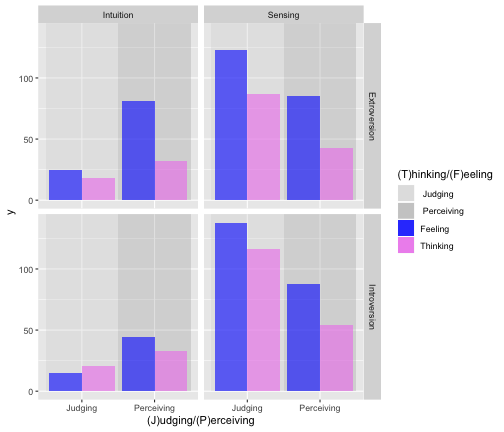 Intuition
Sensing
100
50
0
Extroversion
y
100
50
0
Introversion
Judging
Perceiving
Judging
Perceiving
(J)udging/(P)erceiving
(T)hinking/(F)eeling
Judging
Perceiving
Feeling
Thinking